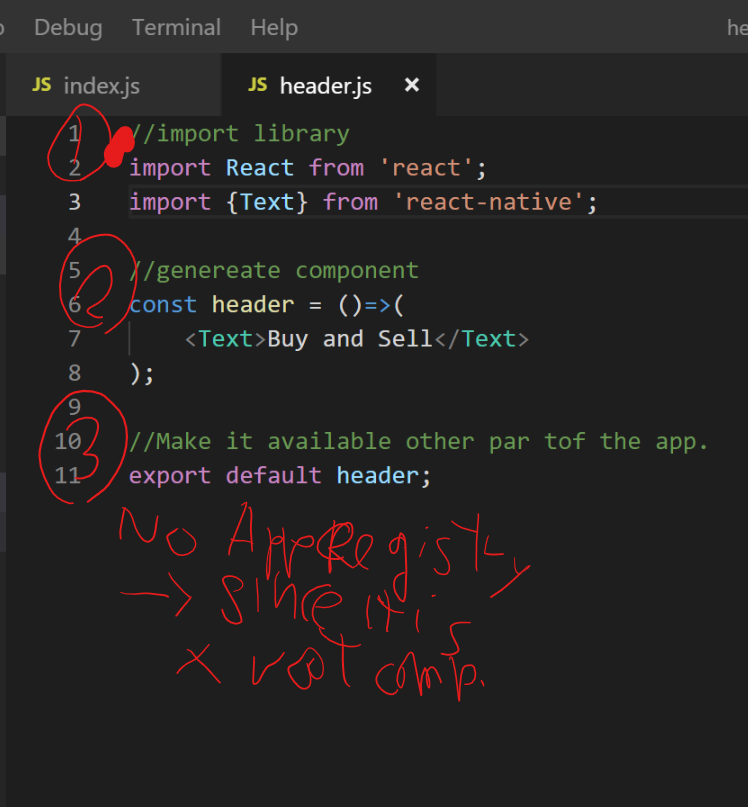 Debug Terminal Help he
JS index.js JS header.js ×
1 //import library
2 import React from 'react';
3 import {Text} from 'react-native';
4
5 //genereate component
6 const header = ()=>(
7 <Text>Buy and Sell</Text>
8 );
9
10 //Make it available other par tof the app.
11 export default header;
1
2
3
No AppRegistry
→ since it is
× root comp.